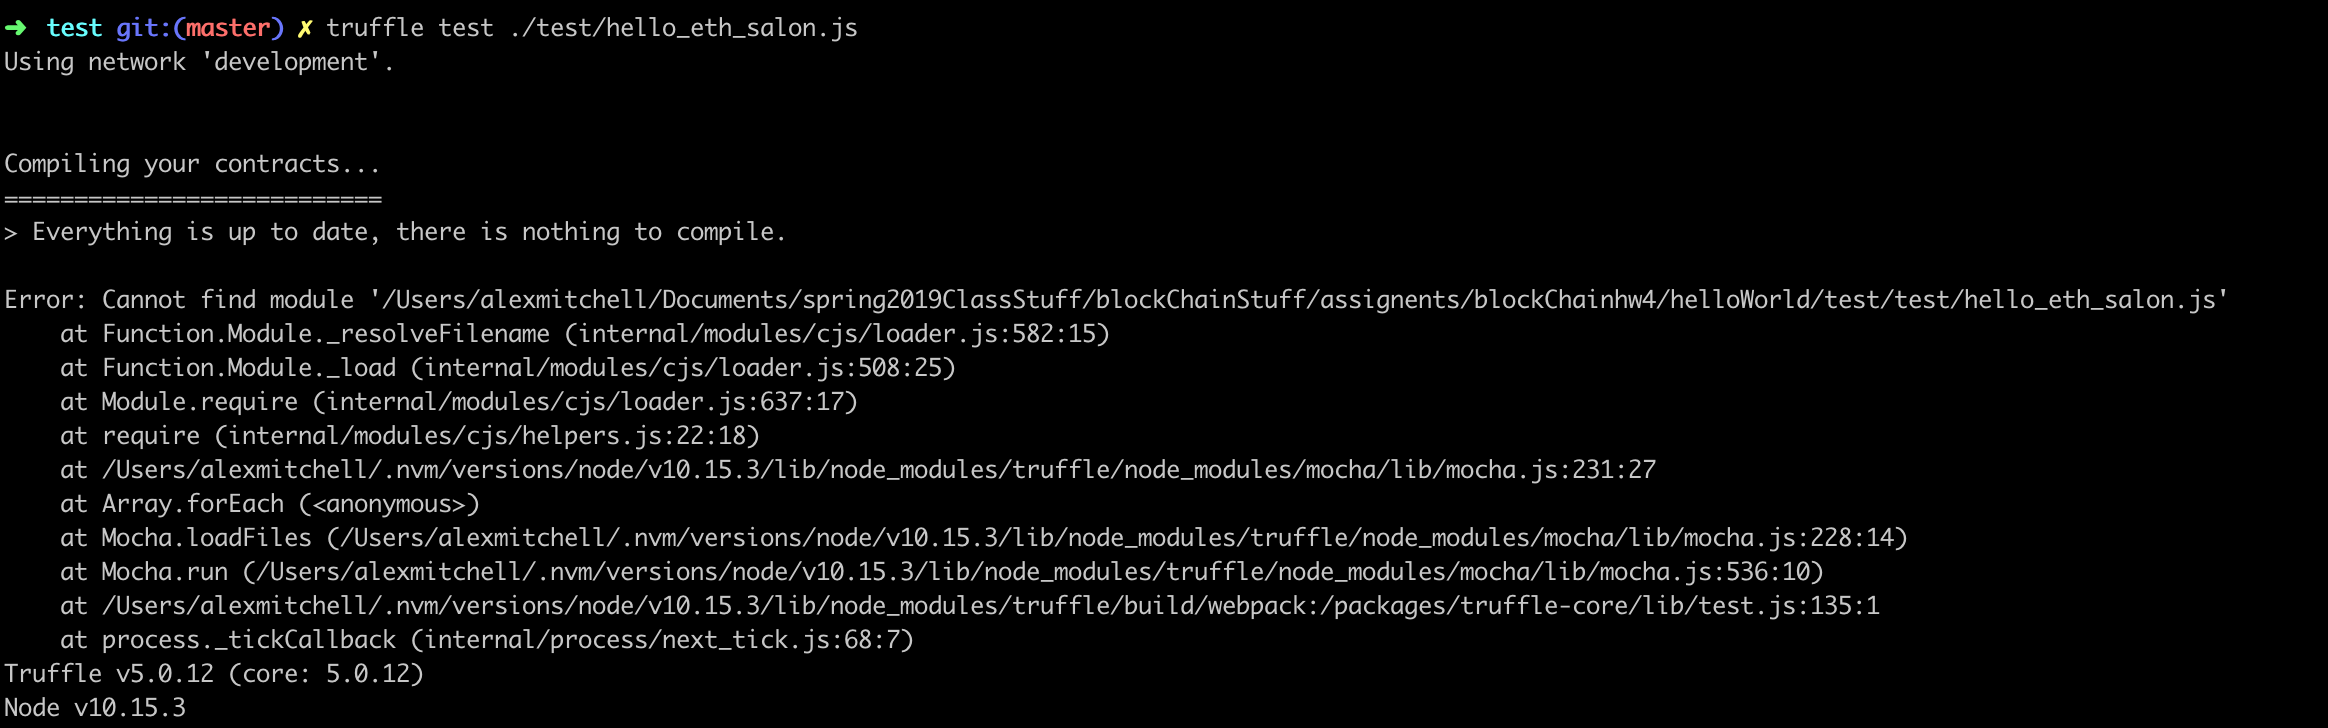 ➜ test git:(master) ✗ truffle test ./test/hello_eth_salon.js
Using network 'development'.
Compiling your contracts...
===========================
> Everything is up to date, there is nothing to compile.
Error: Cannot find module '/Users/alexmitchell/Documents/spring2019ClassStuff/blockChainStuff/assignents/blockChainhw4/helloWorld/test/test/hello_eth_salon.js'
    at Function.Module._resolveFilename (internal/modules/cjs/loader.js:582:15)
    at Function.Module._load (internal/modules/cjs/loader.js:508:25)
    at Module.require (internal/modules/cjs/loader.js:637:17)
    at require (internal/modules/cjs/helpers.js:22:18)
    at /Users/alexmitchell/.nvm/versions/node/v10.15.3/lib/node_modules/truffle/node_modules/mocha/lib/mocha.js:231:27
    at Array.forEach (<anonymous>)
    at Mocha.loadFiles (/Users/alexmitchell/.nvm/versions/node/v10.15.3/lib/node_modules/truffle/node_modules/mocha/lib/mocha.js:228:14)
    at Mocha.run (/Users/alexmitchell/.nvm/versions/node/v10.15.3/lib/node_modules/truffle/node_modules/mocha/lib/mocha.js:536:10)
    at /Users/alexmitchell/.nvm/versions/node/v10.15.3/lib/node_modules/truffle/build/webpack:/packages/truffle-core/lib/test.js:135:1
    at process._tickCallback (internal/process/next_tick.js:68:7)
Truffle v5.0.12 (core: 5.0.12)
Node v10.15.3